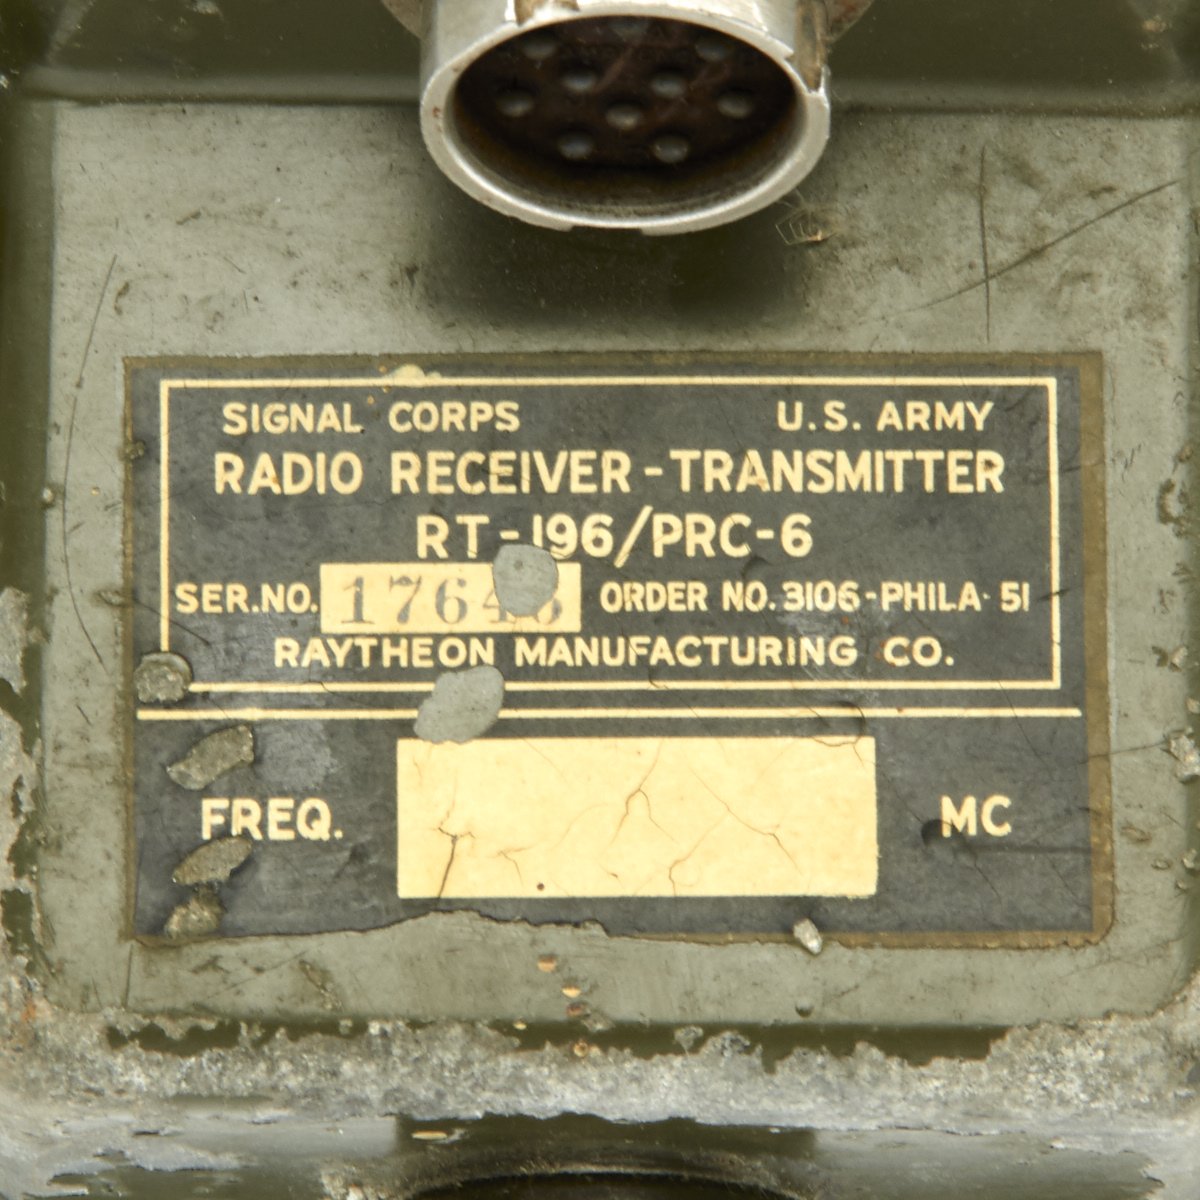 SIGNAL CORPS U.S. ARMY
RADIO RECEIVER-TRANSMITTER
RT-196/PRC-6
SER.NO. ORDER NO. 3106-PHILA-51
RAYTHEON MANUFACTURING CO.
FREQ. MC